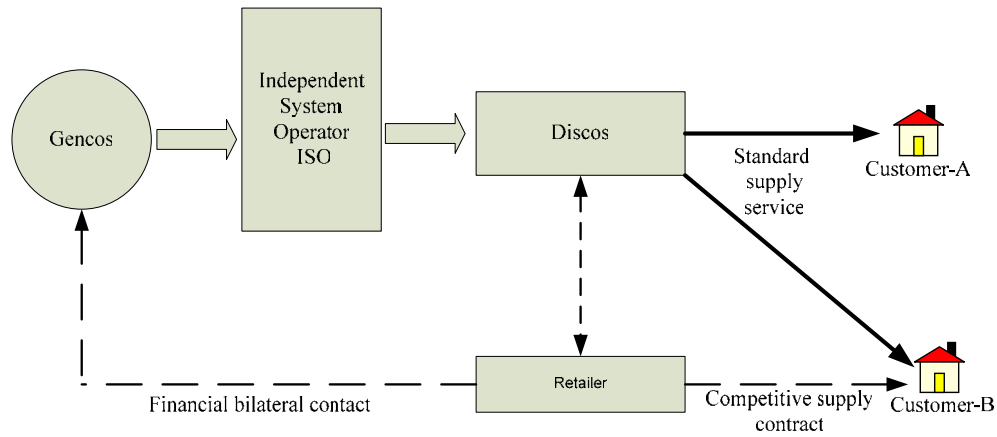 Gencos
Independent
System
Operator
ISO
Discos
Standard
supply
service
Customer-A
Retailer
Financial bilateral contact
Competitive supply
contract
Customer-B